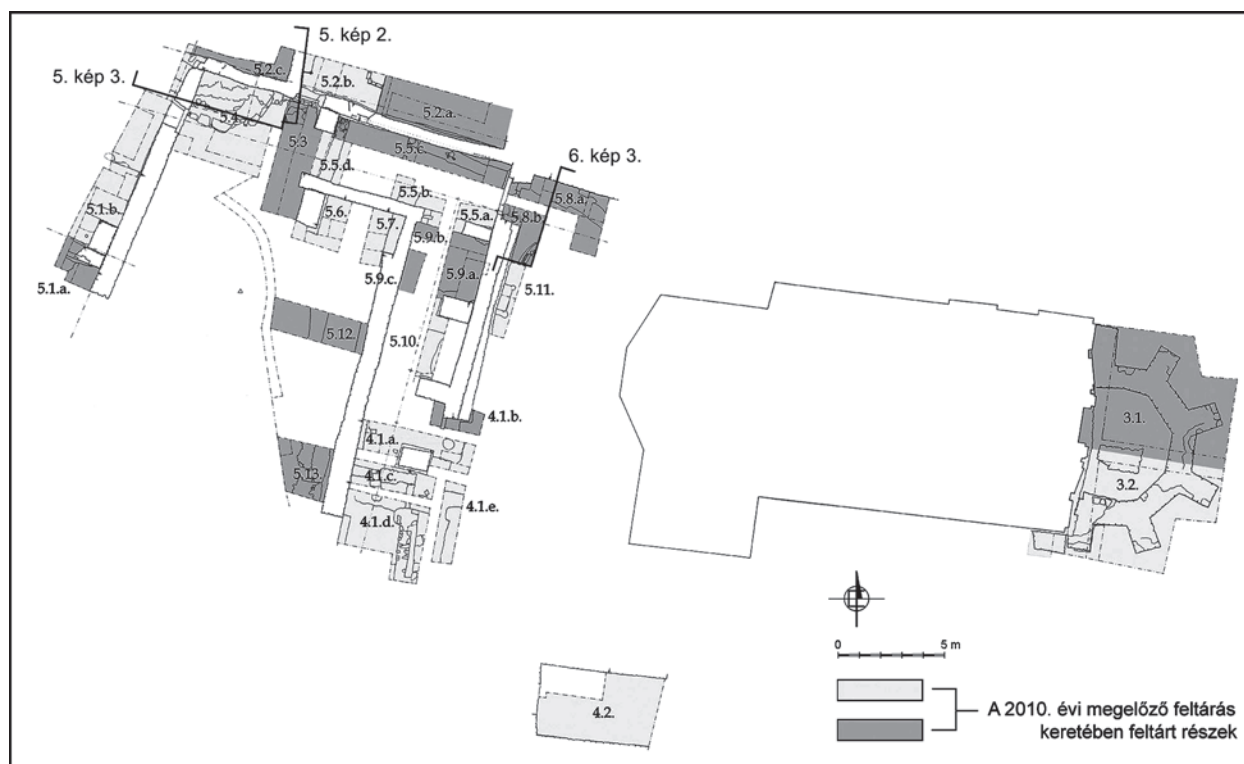 5. kép 2.
5. kép 3.
5.2.c.
5.2.b.
5.2.a.
5.4.
5.3
5.5.c.
5.5.d.
6. kép 3.
5.8.a.
5.5.b.
5.5.a.
5.8.b.
5.1.b.
5.6.
5.7.
5.9.b.
5.9.a.
5.9.c.
5.11.
5.1.a.
5.12.
5.10.
4.1.b.
3.1.
4.1.a.
5.13.
4.1.c.
3.2.
4.1.e.
4.1.d.
0 5 m
4.2.
A 2010. évi megelőző feltárás
keretében feltárt részek